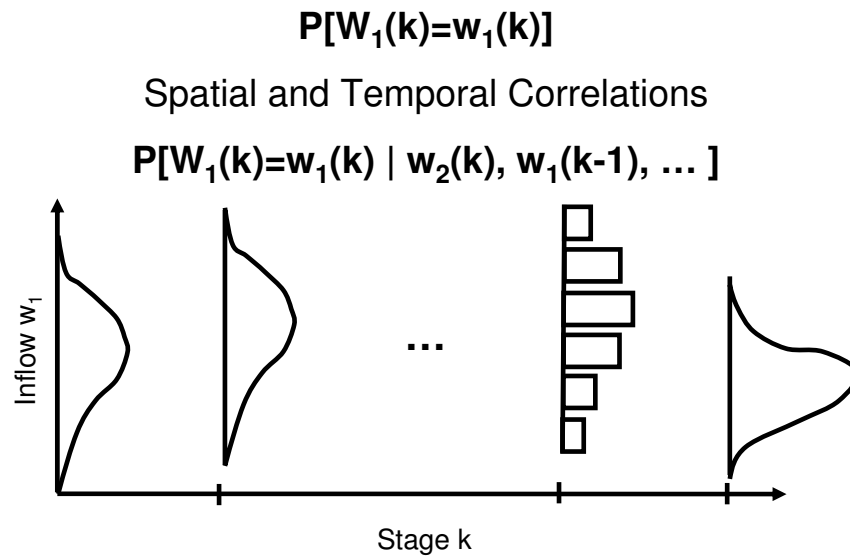 P[W₁(k)=w₁(k)]
Spatial and Temporal Correlations
P[W₁(k)=w₁(k) | w₂(k), w₁(k-1), … ]
Inflow w₁
...
Stage k